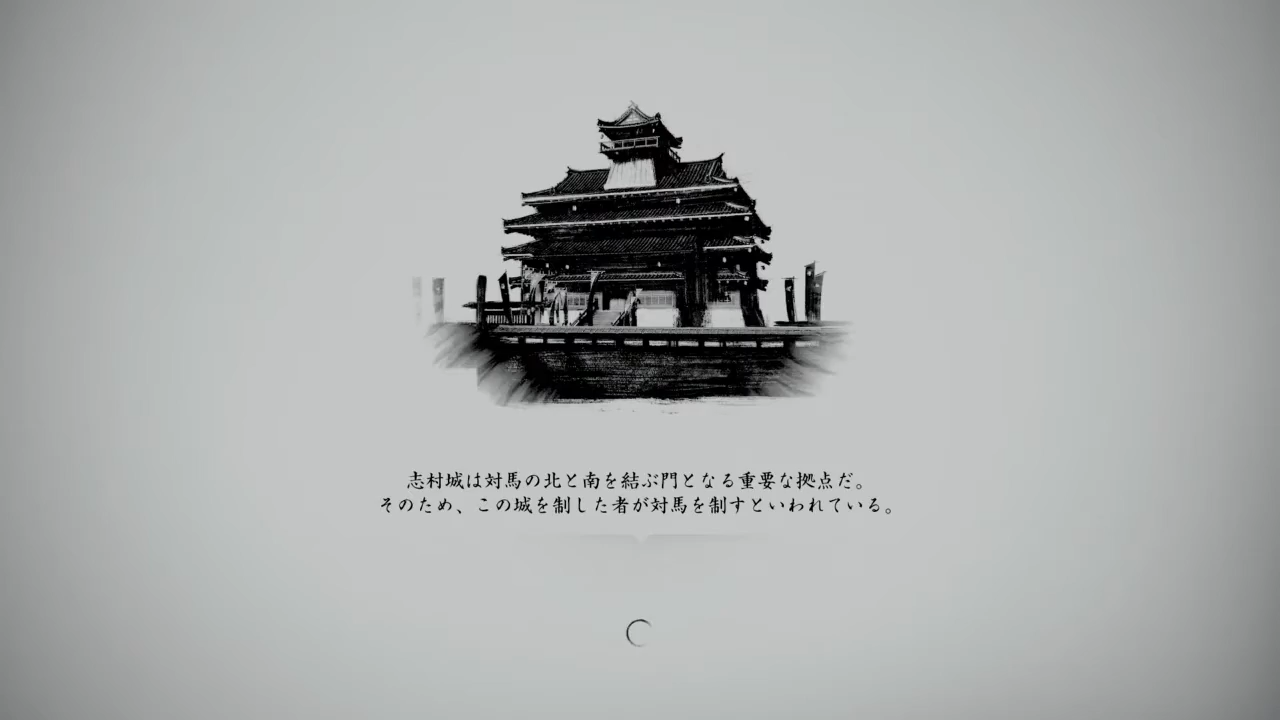 志村城は対馬の北と南を結ぶ門となる重要な拠点だ。
そのため、この城を制した者が対馬を制すといわれている。